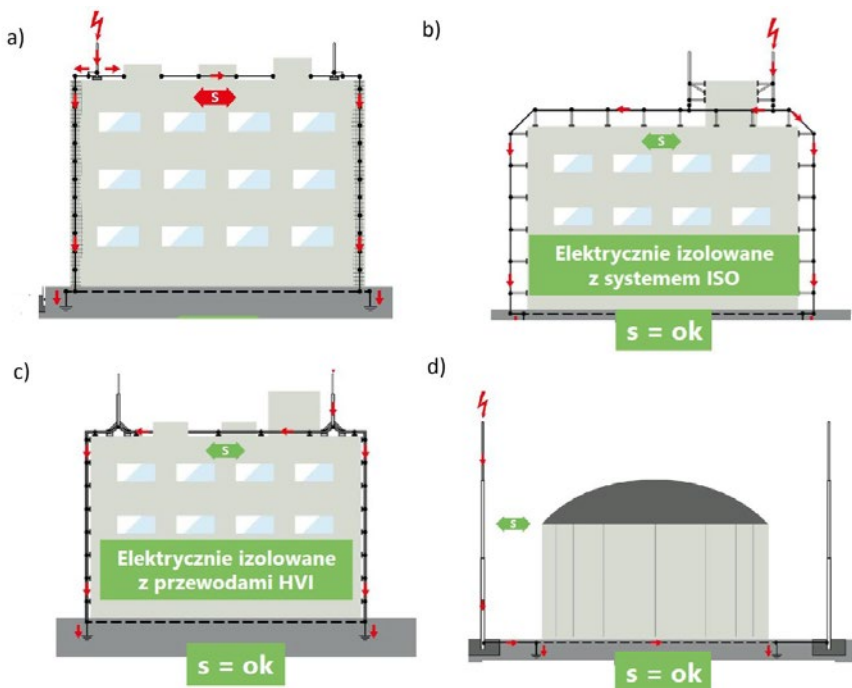 a)
S
b)
S
Elektrycznie izolowane
z systemem ISO
s = ok
c)
S
Elektrycznie izolowane
z przewodami HVI
s = ok
d)
S
s = ok